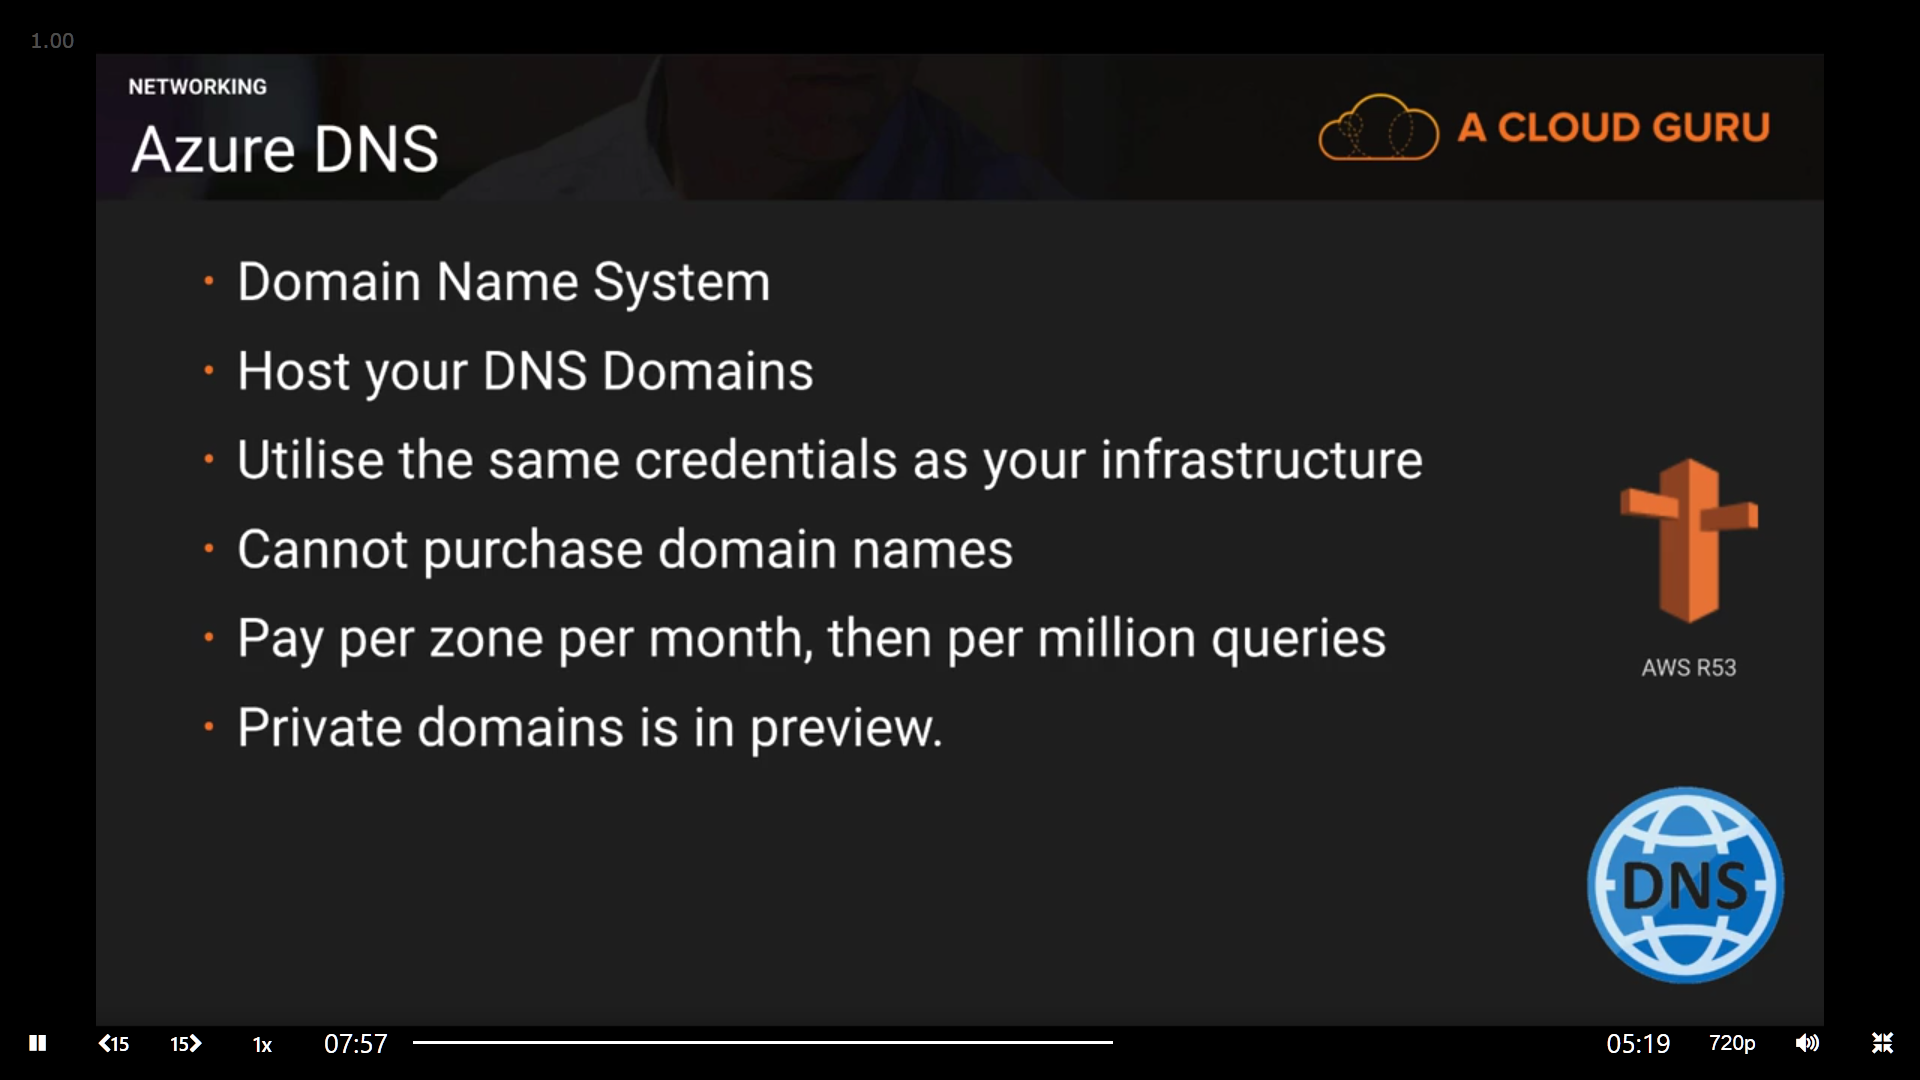 1.00
NETWORKING
Azure DNS
A CLOUD GURU
• Domain Name System
• Host your DNS Domains
• Utilise the same credentials as your infrastructure
• Cannot purchase domain names
• Pay per zone per month, then per million queries
• Private domains is in preview.
AWS R53
DNS
15 15 1x 07:57 05:19 720p